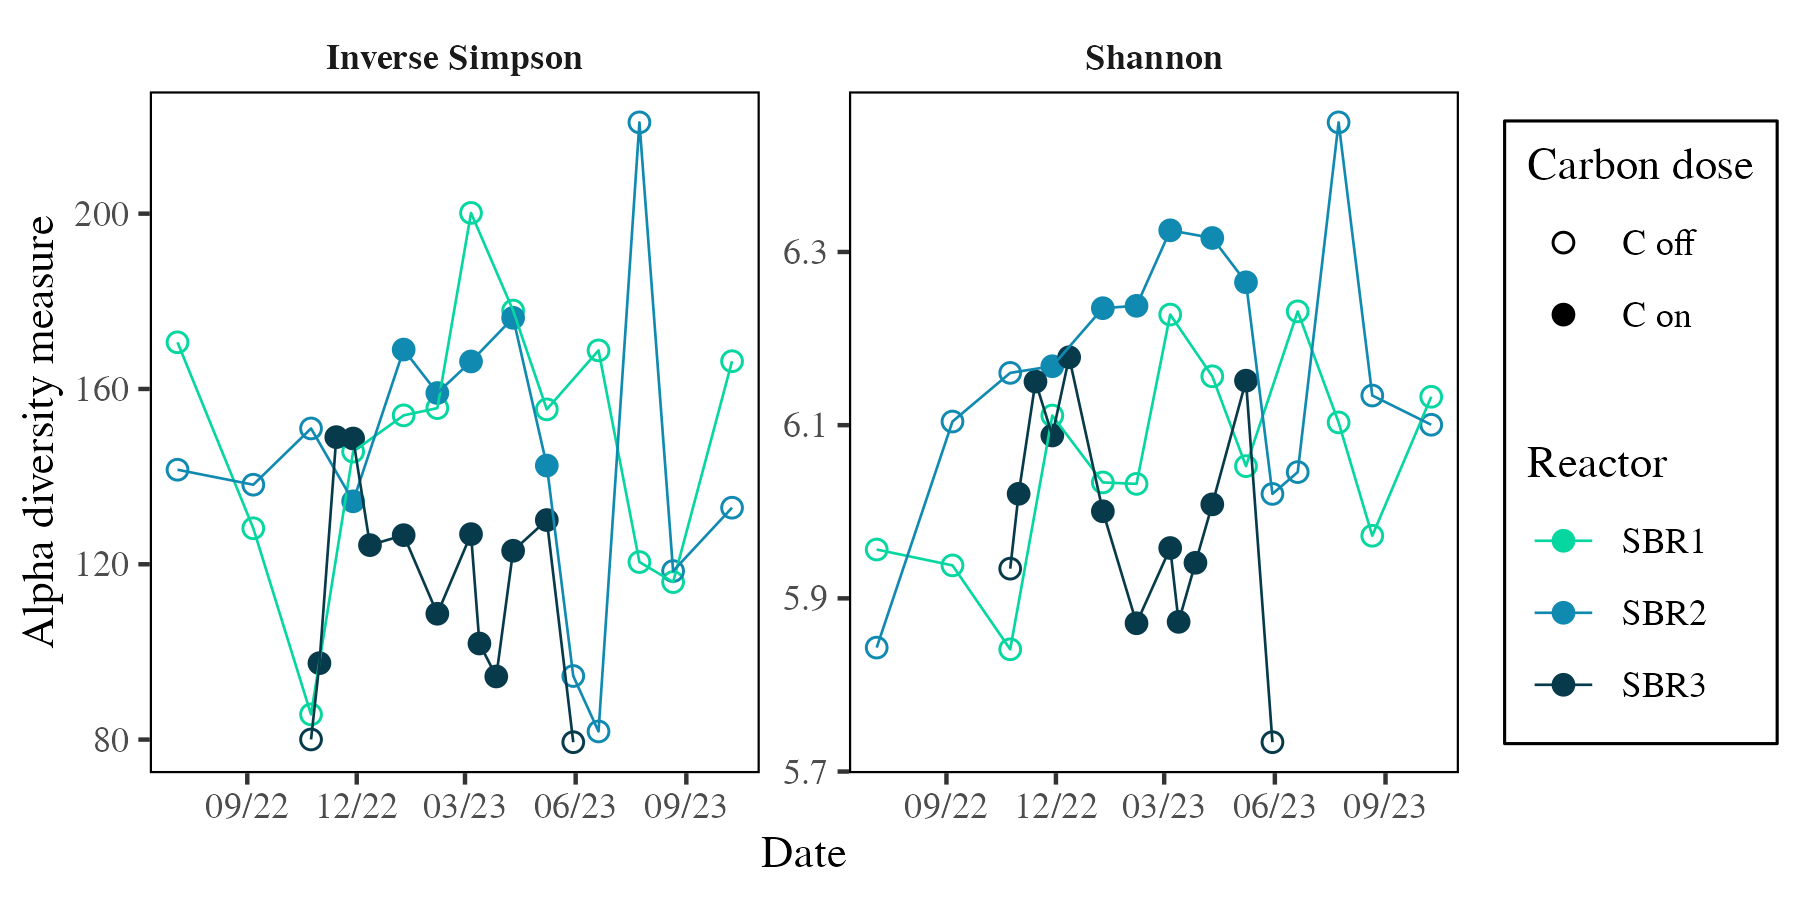 Inverse Simpson
Shannon
Alpha diversity measure
200
160
120
80
6.3
6.1
5.9
5.7
09/22 12/22 03/23 06/23 09/23
09/22 12/22 03/23 06/23 09/23
Date
Carbon dose
C off
C on
Reactor
SBR1
SBR2
SBR3